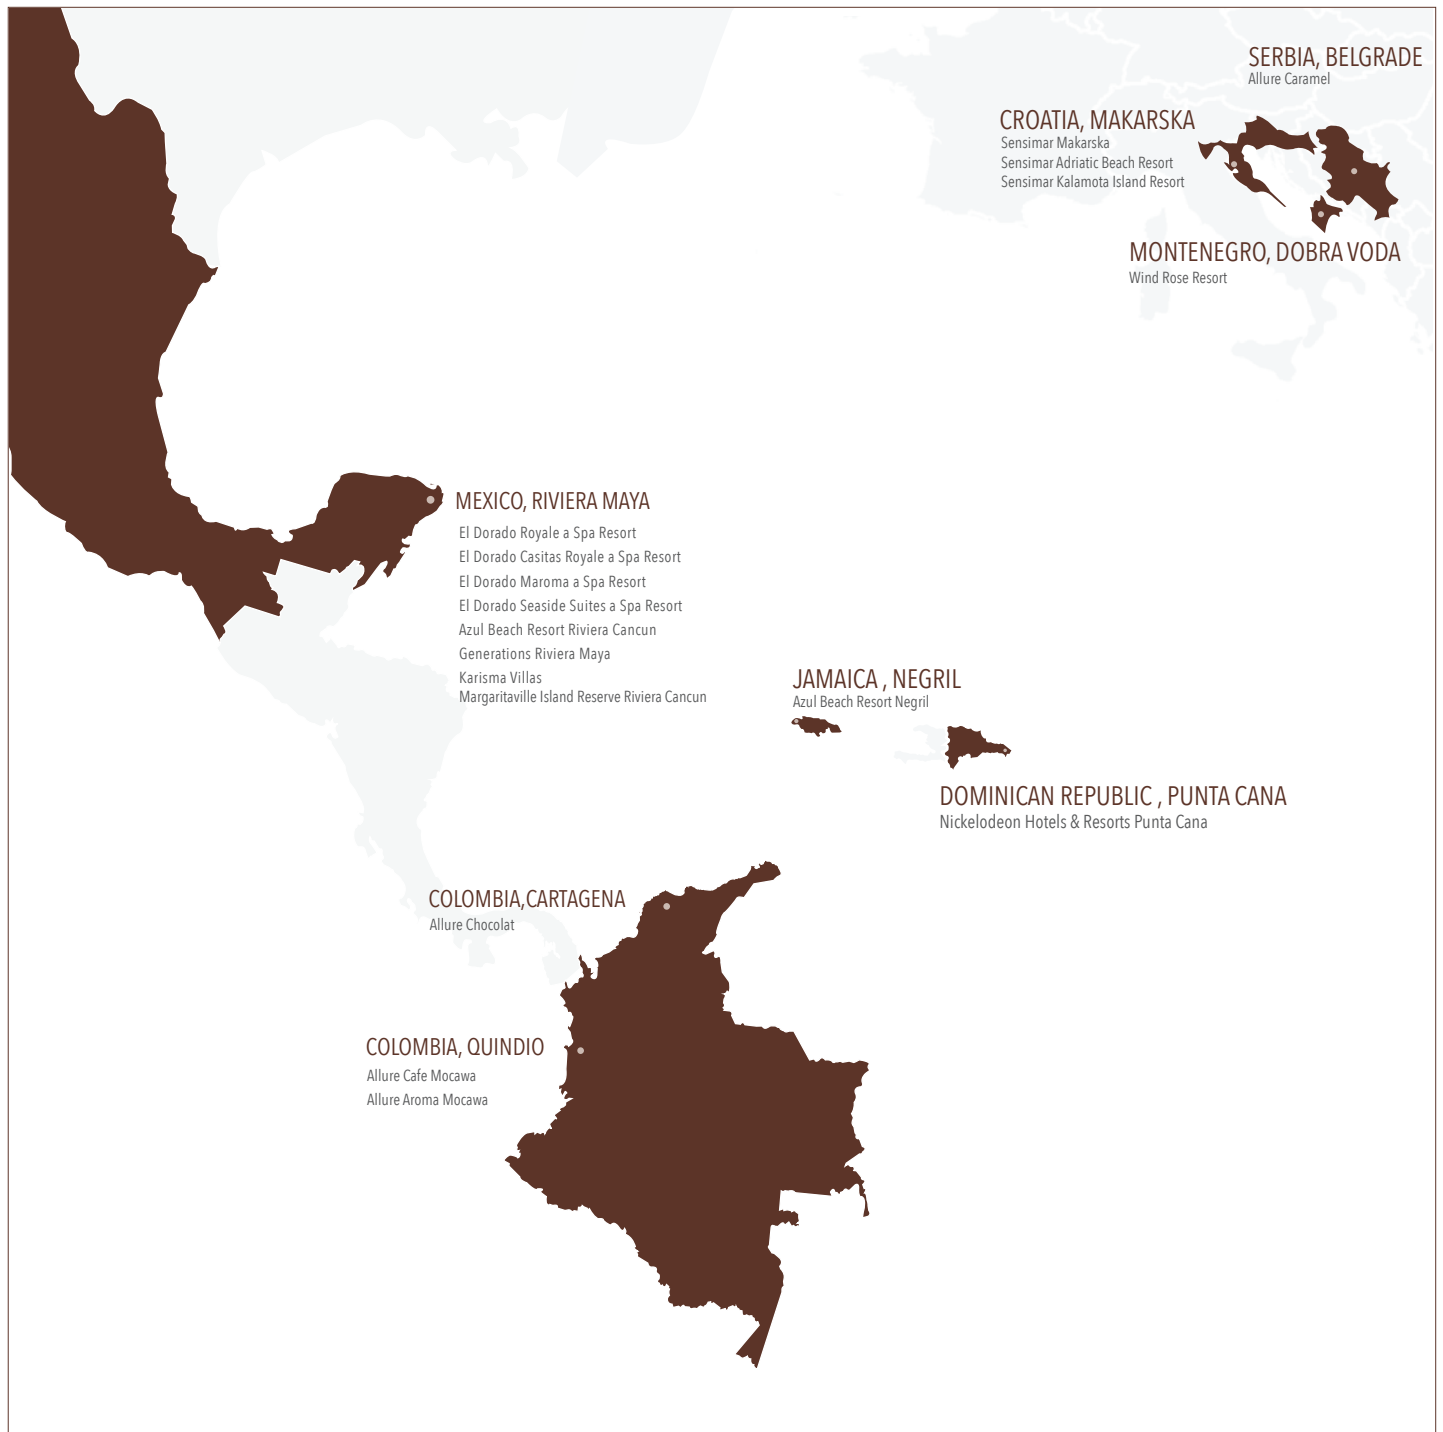 SERBIA, BELGRADE
Allure Caramel
CROATIA, MAKARSKA
Sensimar Makarska
Sensimar Adriatic Beach Resort
Sensimar Kalamota Island Resort
MONTENEGRO, DOBRA VODA
Wind Rose Resort
MEXICO, RIVIERA MAYA
El Dorado Royale a Spa Resort
El Dorado Casitas Royale a Spa Resort
El Dorado Maroma a Spa Resort
El Dorado Seaside Suites a Spa Resort
Azul Beach Resort Riviera Cancun
Generations Riviera Maya
Karisma Villas
Margaritaville Island Reserve Riviera Cancun
JAMAICA , NEGRIL
Azul Beach Resort Negril
DOMINICAN REPUBLIC , PUNTA CANA
Nickelodeon Hotels & Resorts Punta Cana
COLOMBIA,CARTAGENA
Allure Chocolat
COLOMBIA, QUINDIO
Allure Cafe Mocawa
Allure Aroma Mocawa